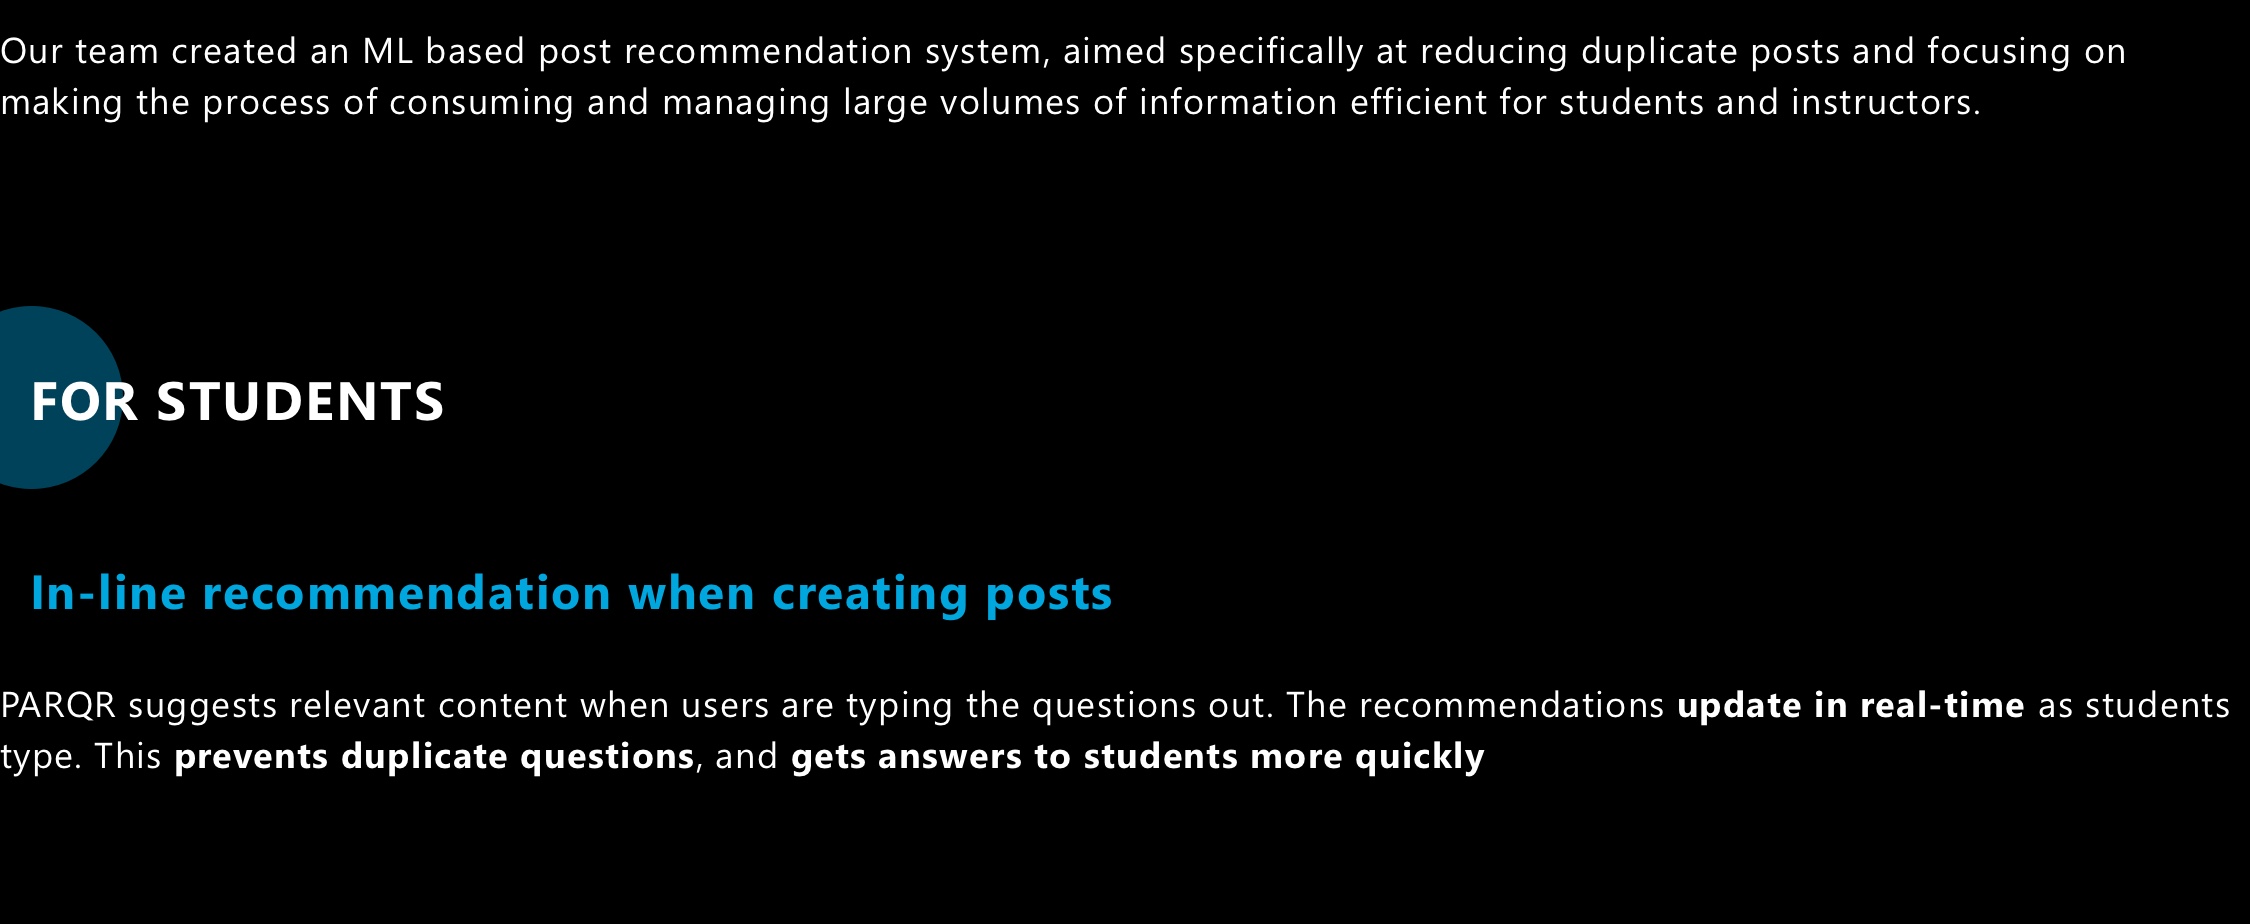 Our team created an ML based post recommendation system, aimed specifically at reducing duplicate posts and focusing on
making the process of consuming and managing large volumes of information efficient for students and instructors.
FOR STUDENTS
In-line recommendation when creating posts
PARQR suggests relevant content when users are typing the questions out. The recommendations update in real-time as students
type. This prevents duplicate questions, and gets answers to students more quickly